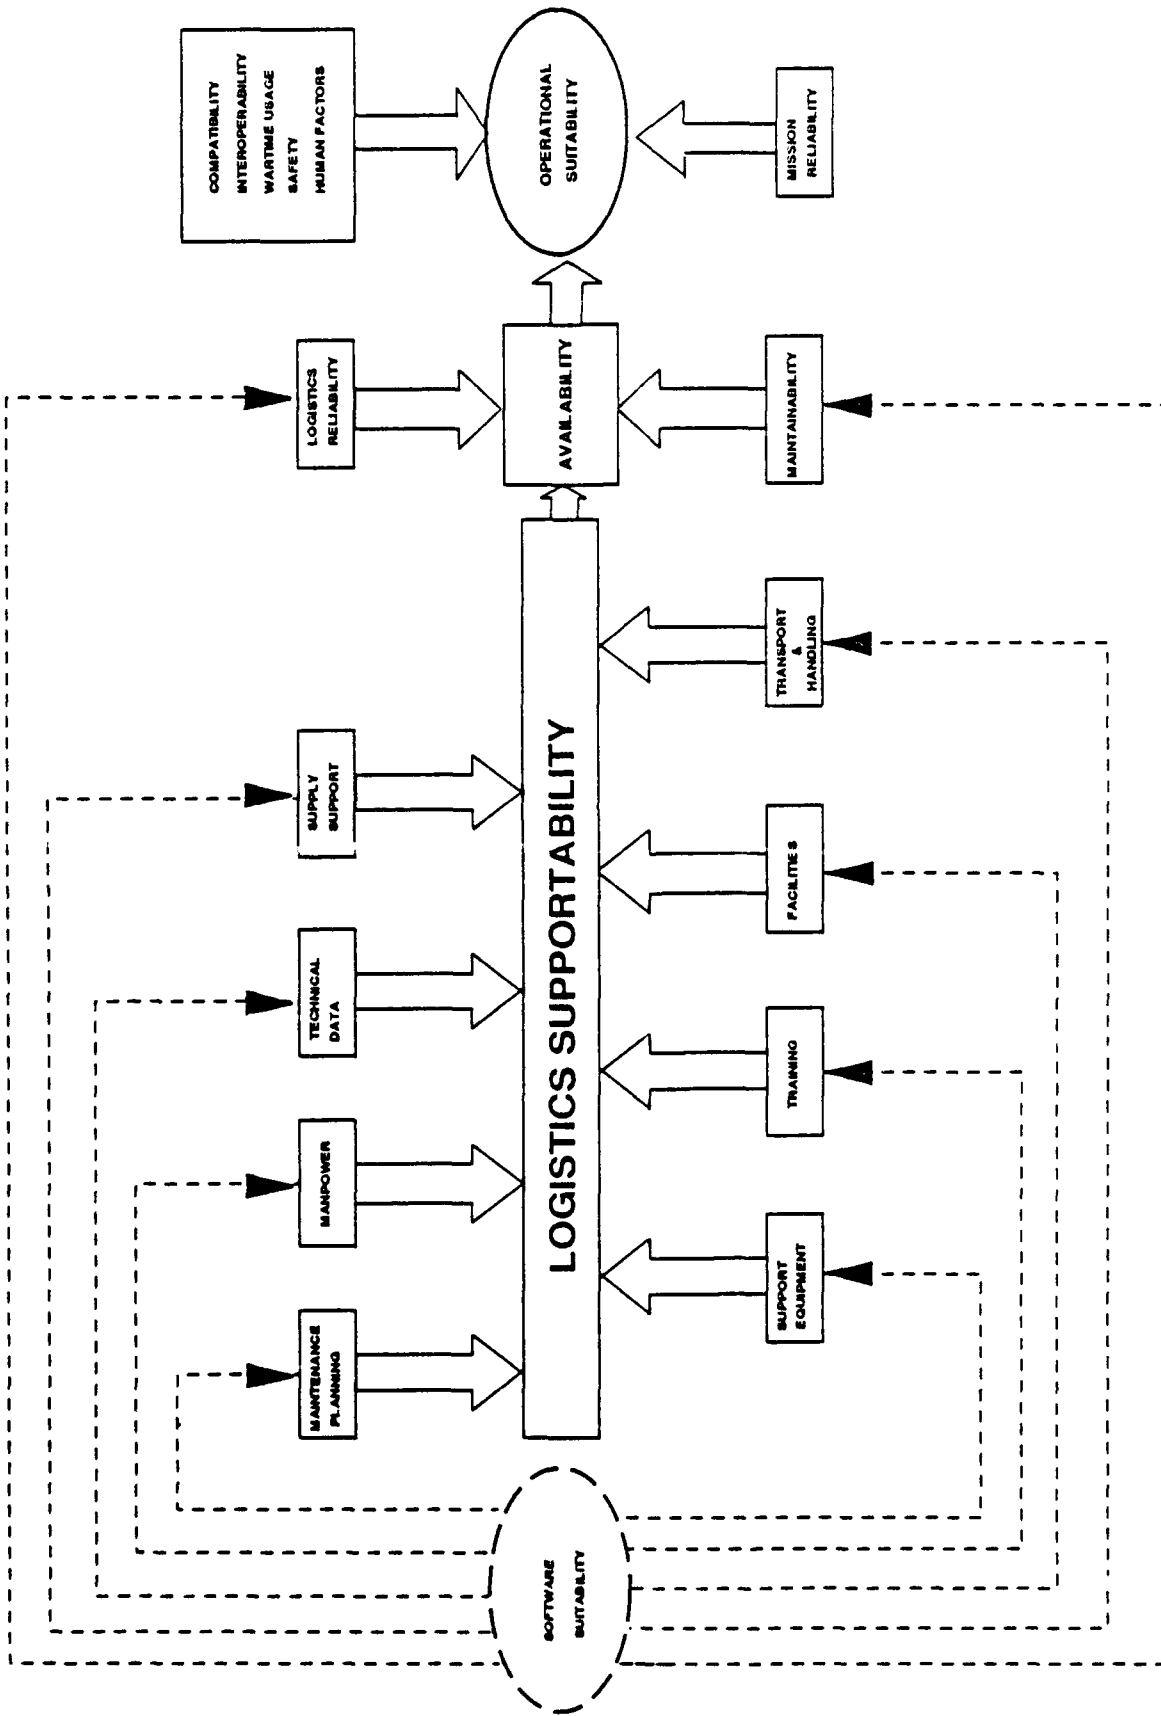 COMPATIBILITY
INTEROPERABILITY
WARTIME USAGE
SAFETY
HUMAN FACTORS
OPERATIONAL
SUITABILITY
MISSION
RELIABILITY
LOGISTICS
RELIABILITY
AVAILABILITY
MAINTAINABILITY
SUPPLY
SUPPORT
TECHNICAL
DATA
MANPOWER
MAINTENANCE
PLANNING
LOGISTICS SUPPORTABILITY
TRANSPORT
&
HANDLING
FACILITIES
TRAINING
SUPPORT
EQUIPMENT
SOFTWARE
SUITABILITY